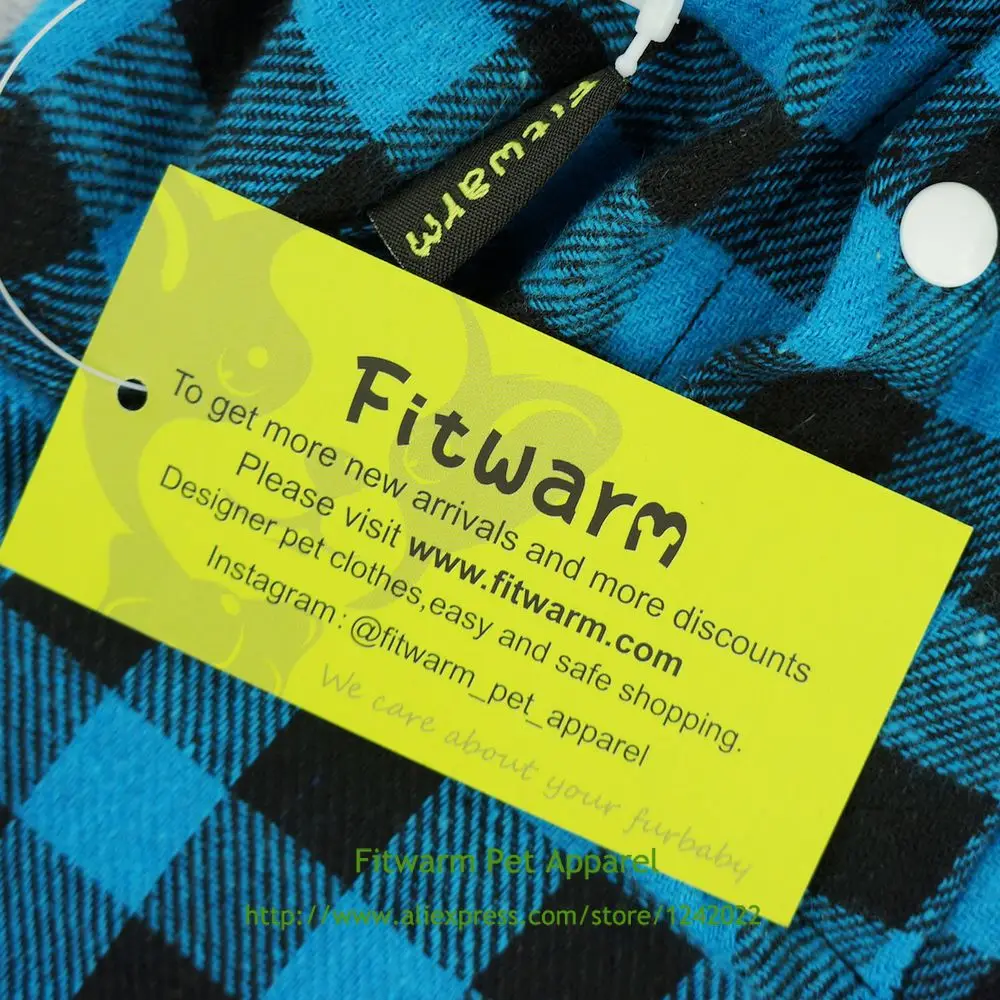 Fitwarm
Fitwarm
To get more new arrivals and more discounts
Please visit www.fitwarm.com
Designer pet clothes,easy and safe shopping.
Instagram : @fitwarm_pet_apparel
We care about your furbaby
Fitwarm Pet Apparel
http://www.aliexpress.com/store/1242022